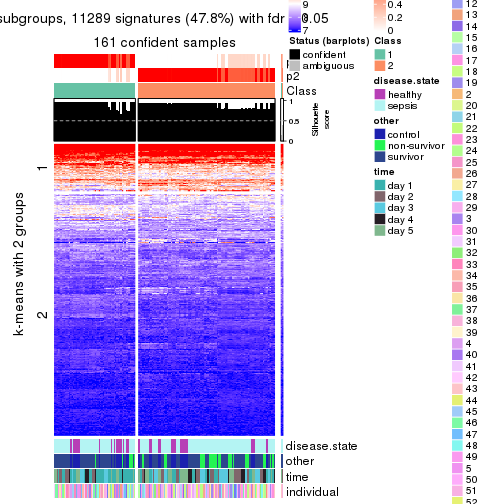 subgroups, 11289 signatures (47.8%) with fdr
161 confident samples
9
9.05
7
0.4
0.2
0
Status (barplots)
confident
ambiguous
Class
1
2
p2
Class
1
0.5
0
Silhouette
score
disease.state
healthy
sepsis
other
control
non-survivor
survivor
time
day 1
day 2
day 3
day 4
day 5
k-means with 2 groups
1
2
disease.state
other
time
individual
12
13
14
15
16
17
18
19
2
20
21
22
23
24
25
26
27
28
29
3
30
31
32
33
34
35
36
37
38
39
4
40
41
42
43
44
45
46
47
48
49
5
50
51
52